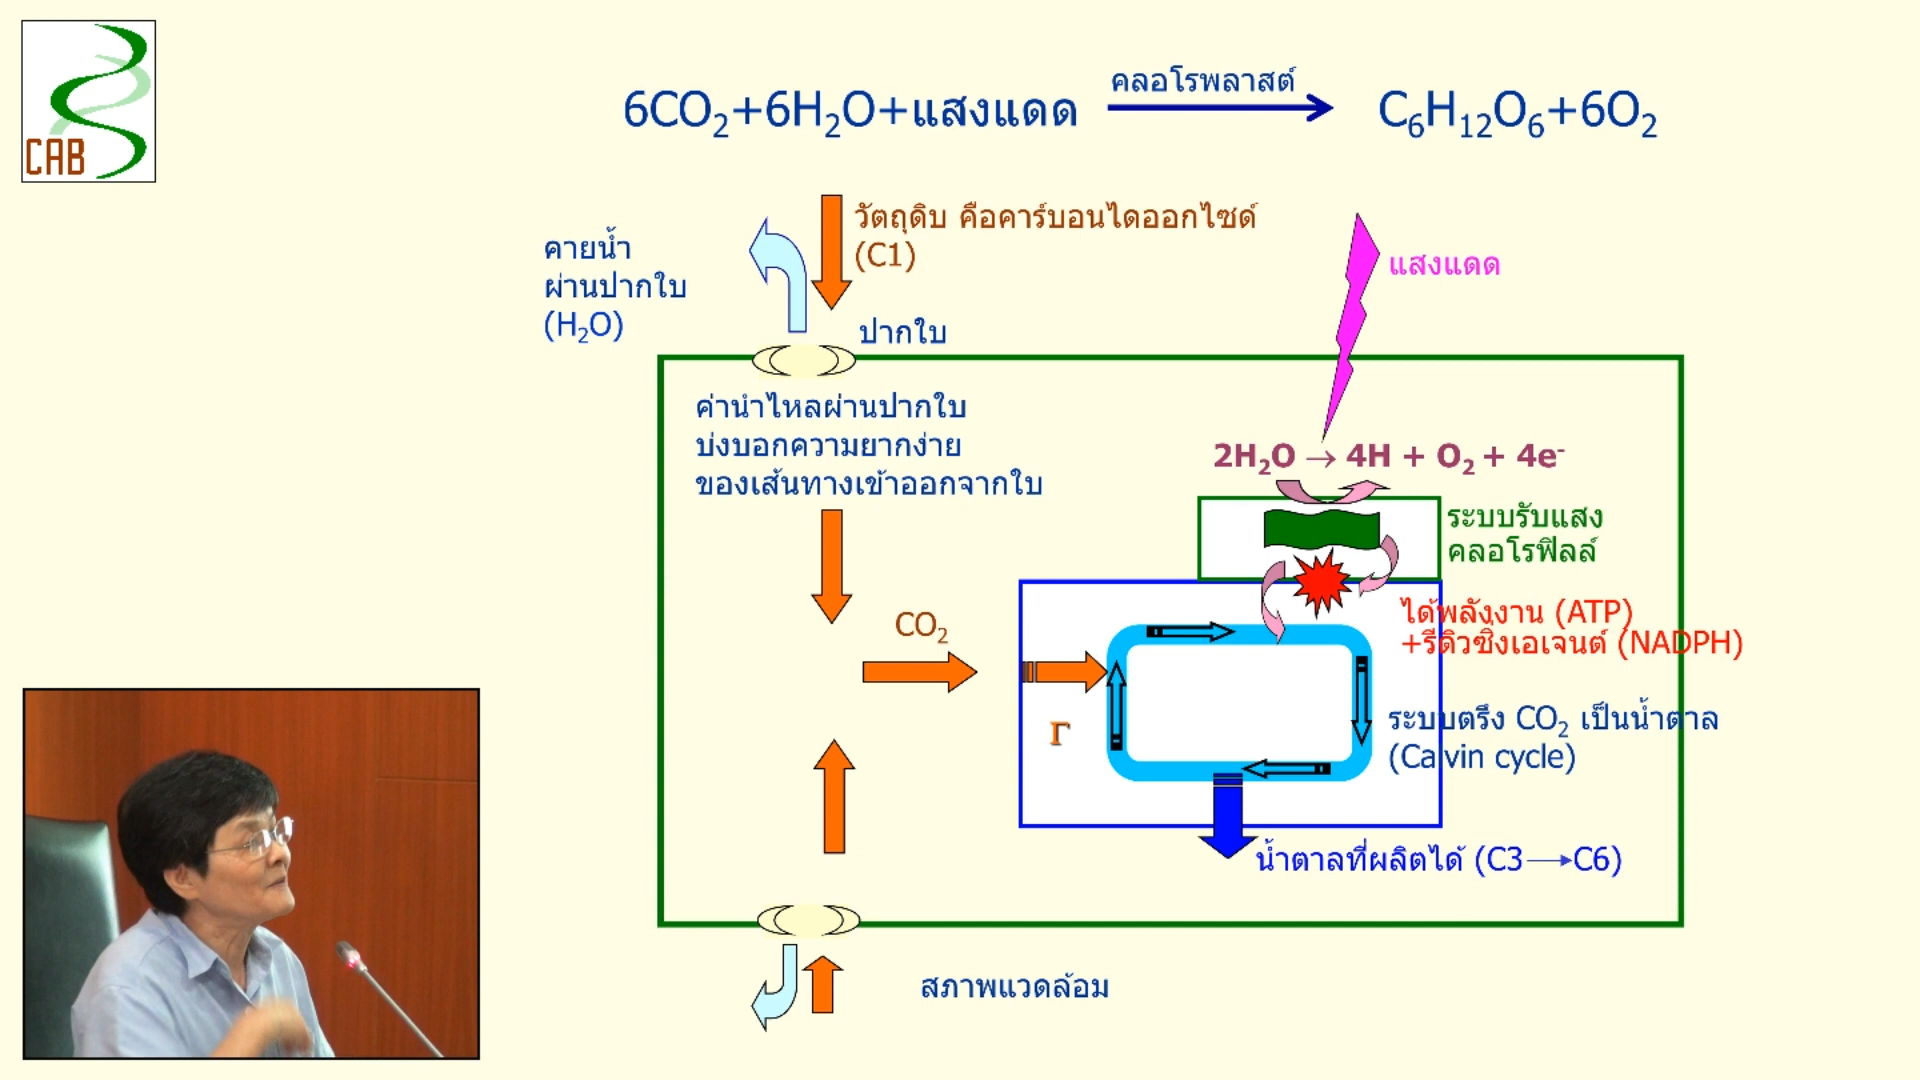 CAB
คลอโรพลาสต์
6CO₂+6H₂O+แสงแดด → C₆H₁₂O₆+6O₂
วัตถุดิบ คือคาร์บอนไดออกไซด์
(C1)
คายน้ำ
ผ่านปากใบ
(H₂O)
แสงแดด
ปากใบ
ค่านำไหลผ่านปากใบ
บ่งบอกความยากง่าย
ของเส้นทางเข้าออกจากใบ
2H₂O → 4H + O₂ + 4e⁻
ระบบรับแสง
คลอโรฟิลล์
ได้พลังงาน (ATP)
+รีดิวซิ่งเอเจนต์ (NADPH)
CO₂
Γ
ระบบตรึง CO₂ เป็นน้ำตาล
(Calvin cycle)
น้ำตาลที่ผลิตได้ (C3→C6)
สภาพแวดล้อม